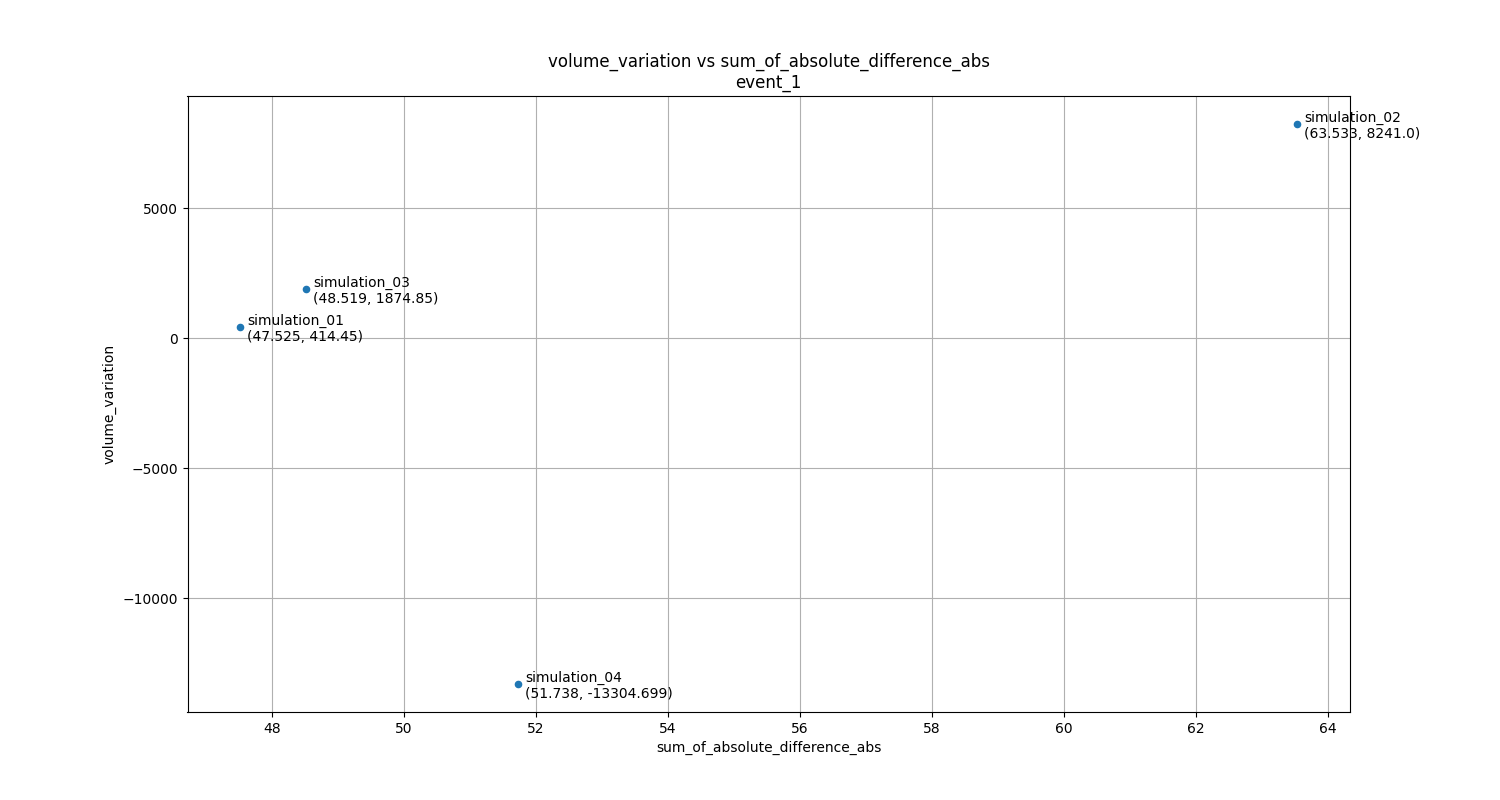 volume_variation vs sum_of_absolute_difference_abs
event_1
simulation_02
(63.533, 8241.0)
5000
simulation_03
(48.519, 1874.85)
simulation_01
(47.525, 414.45)
0
volume_variation
−5000
−10000
simulation_04
(51.738, -13304.699)
48 50 52 54 56 58 60 62 64
sum_of_absolute_difference_abs